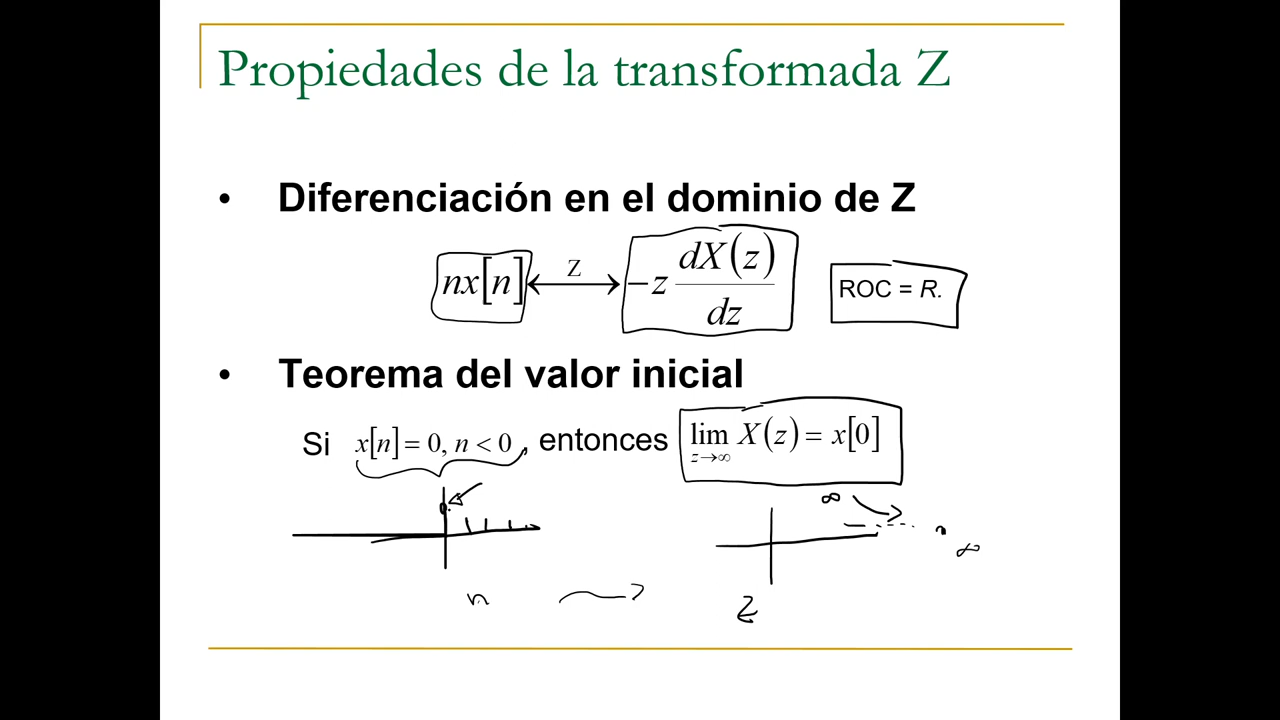 Propiedades de la transformada Z
• Diferenciación en el dominio de Z
nx[n] ←Z→ −z dX(z)/dz ROC = R.
• Teorema del valor inicial
Si x[n] = 0, n < 0 , entonces lim z→∞ X(z) = x[0]
∞
∞
n
Z